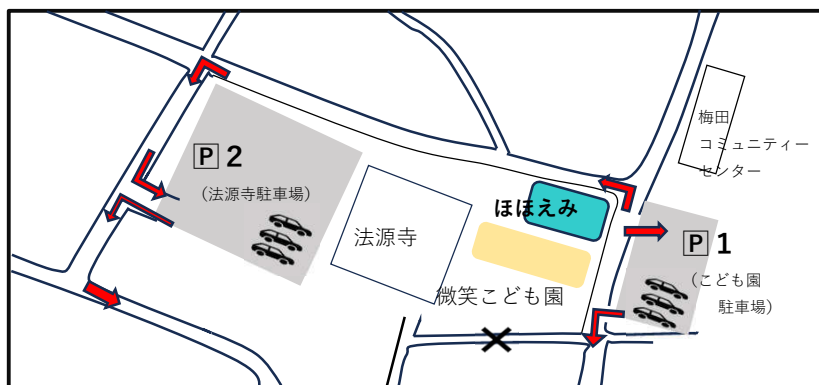 梅田
コミュニティー
センター
P 2
(法源寺駐車場)
ほほえみ
法源寺
P 1
(こども園
駐車場)
微笑こども園